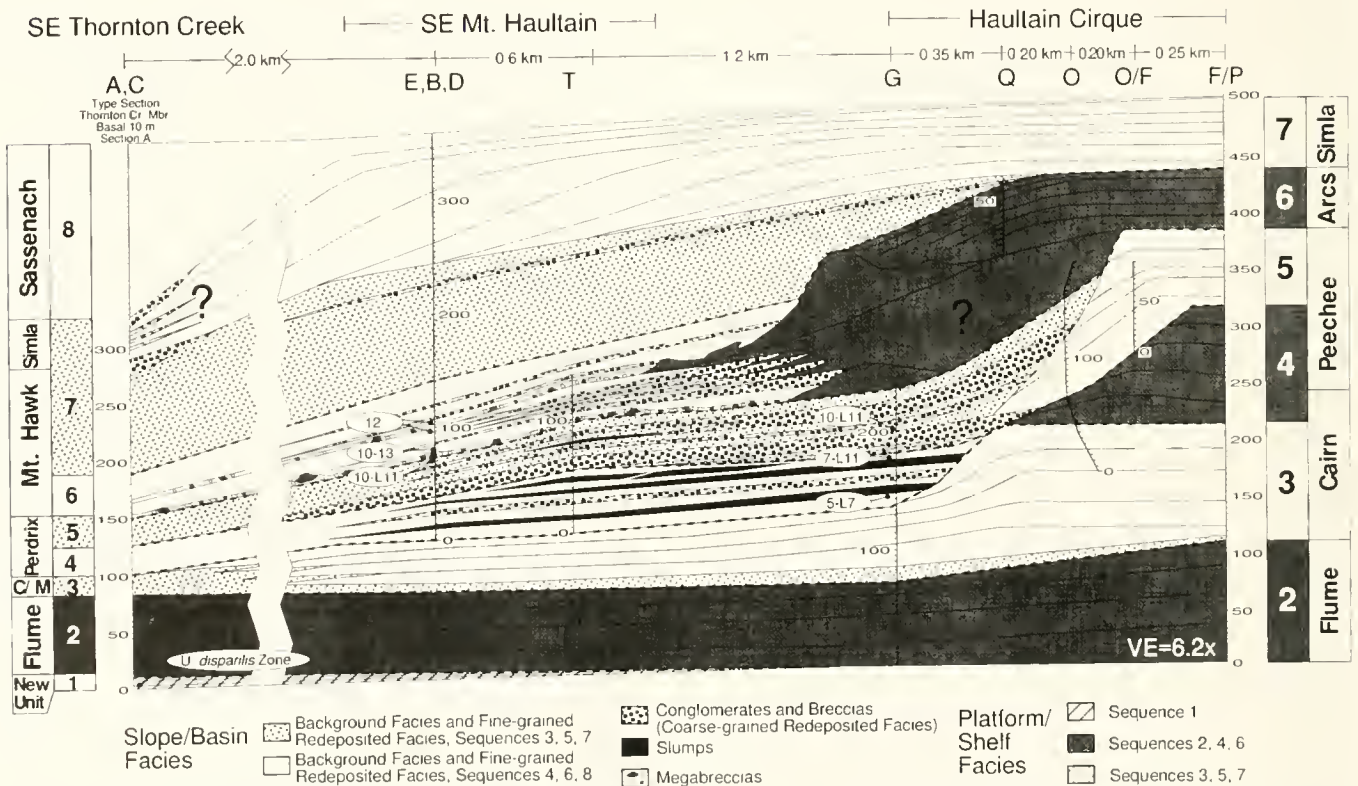 SE Thornton Creek
SE Mt. Haultain
Haultain Cirque
2.0 km
0.6 km
1.2 km
0.35 km
0.20 km
0.20 km
0.25 km
A,C
E,B,D
T
G
Q
O
O/F
F/P
Type Section
Thornton Cr. Mbr
Basal 10 m
Section A
Sassenach
8
Simla
Mt. Hawk
7
6
Perdrix
5
4
C/M
3
Flume
2
New Unit
1
300
250
200
150
100
50
0
?
300
200
100
0
100
0
12
10-13
10-L11
10-L11
7-L11
5-L7
100
50
?
100
0
50
0
500
450
400
350
300
250
200
150
100
50
0
7
Simla
6
Arcs
5
Peechee
4
3
Cairn
2
Flume
U. disparilis Zone
VE=6.2x
Slope/Basin
Facies
Background Facies and Fine-grained
Redeposited Facies, Sequences 3, 5, 7
Background Facies and Fine-grained
Redeposited Facies, Sequences 4, 6, 8
Conglomerates and Breccias
(Coarse-grained Redeposited Facies)
Slumps
Megabreccias
Platform/
Shelf
Facies
Sequence 1
Sequences 2, 4, 6
Sequences 3, 5, 7